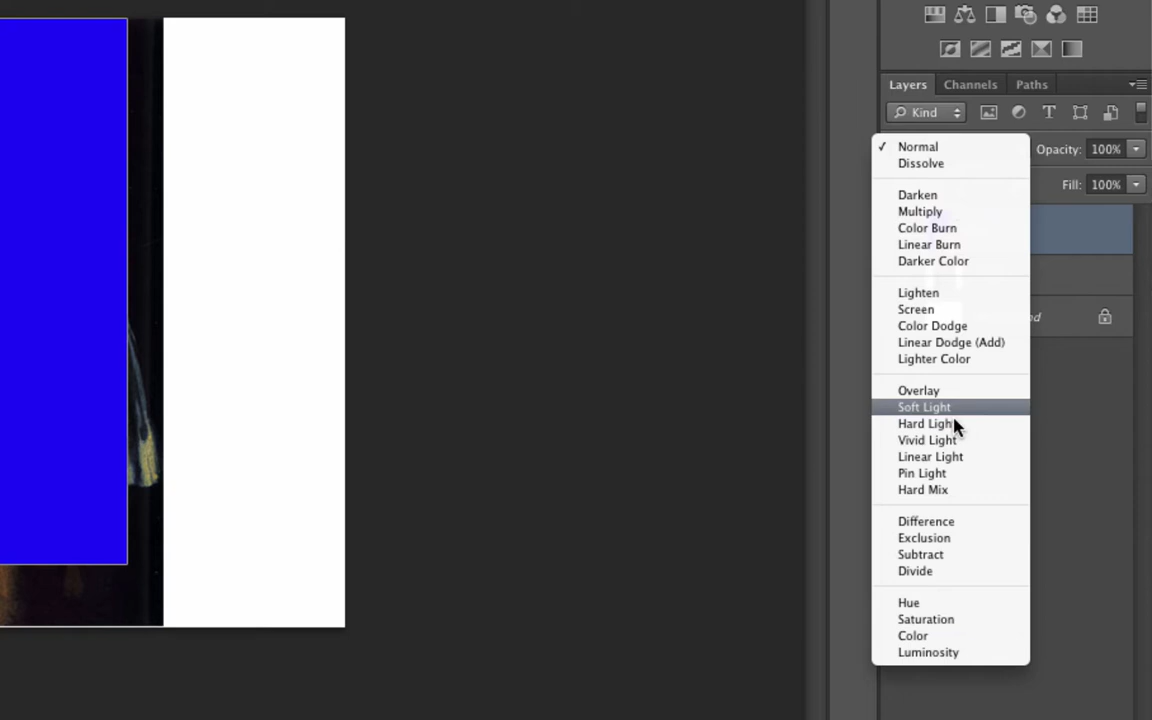 Layers Channels Paths
Kind
✓ Normal
Opacity: 100%
Dissolve
Fill: 100%
Darken
Multiply
Color Burn
Linear Burn
Darker Color
Lighten
Screen
Color Dodge
Linear Dodge (Add)
Lighter Color
Overlay
Soft Light
Hard Light
Vivid Light
Linear Light
Pin Light
Hard Mix
Difference
Exclusion
Subtract
Divide
Hue
Saturation
Color
Luminosity